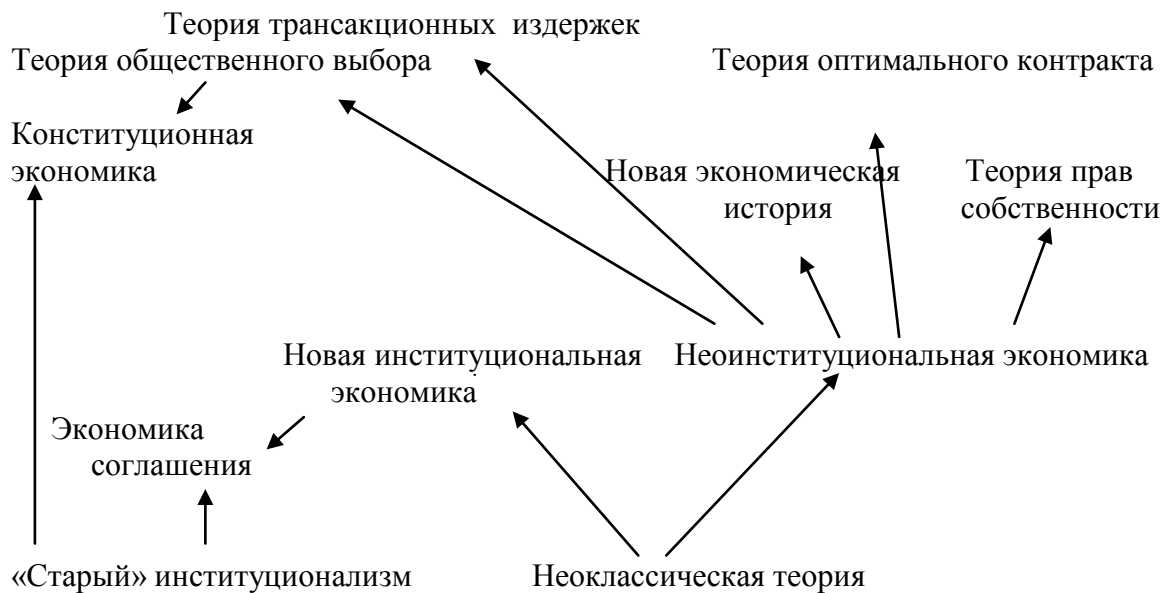 Теория трансакционных издержек
Теория общественного выбора
Теория оптимального контракта
Конституционная
экономика
Новая экономическая
история
Теория прав
собственности
Новая институциональная
экономика
Неоинституциональная экономика
Экономика
соглашения
«Старый» институционализм
Неоклассическая теория